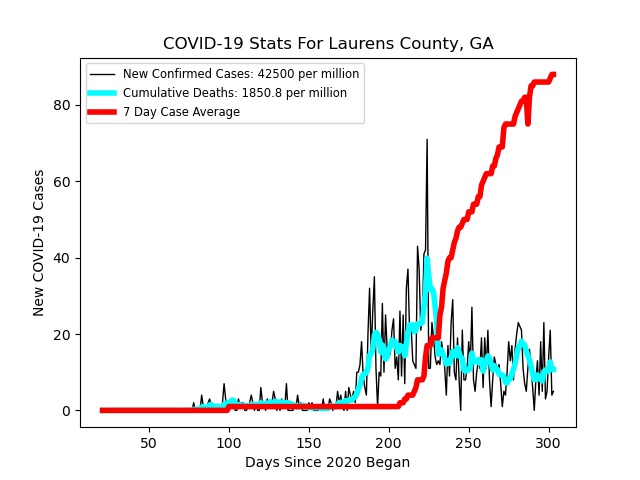 COVID-19 Stats For Laurens County, GA
New Confirmed Cases: 42500 per million
Cumulative Deaths: 1850.8 per million
7 Day Case Average
New COVID-19 Cases
80
60
40
20
0
50 100 150 200 250 300
Days Since 2020 Began